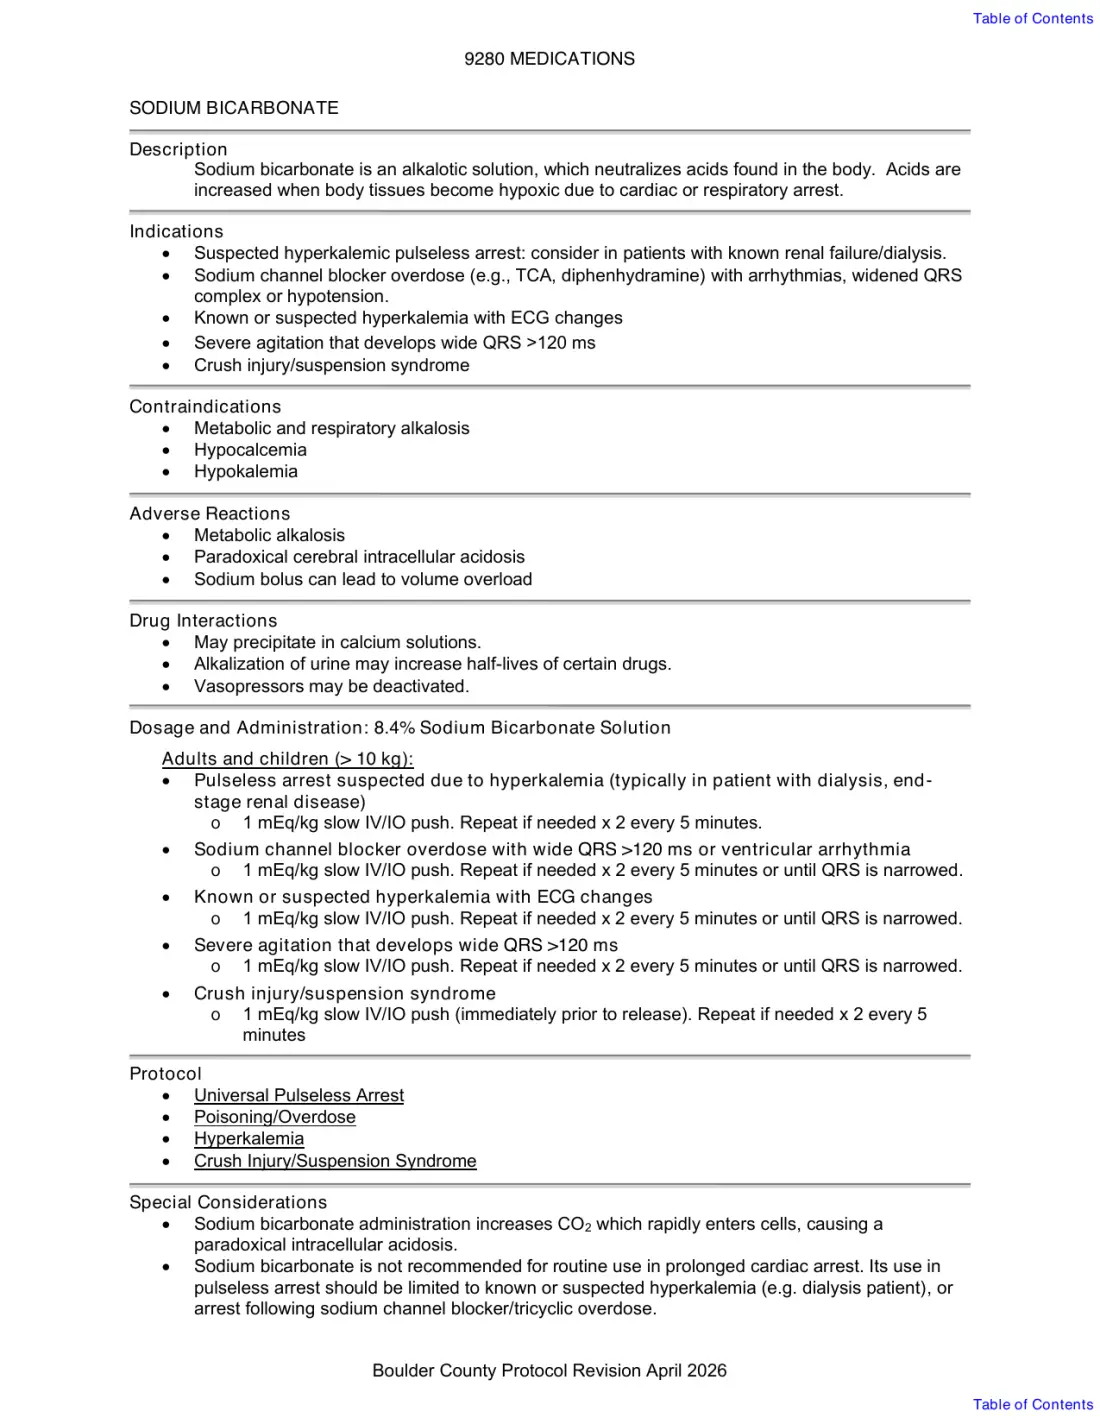 Table of Contents
9280 MEDICATIONS
SODIUM BICARBONATE
Description
Sodium bicarbonate is an alkalotic solution, which neutralizes acids found in the body.  Acids are
increased when body tissues become hypoxic due to cardiac or respiratory arrest.
Indications
• Suspected hyperkalemic pulseless arrest: consider in patients with known renal failure/dialysis.
• Sodium channel blocker overdose (e.g., TCA, diphenhydramine) with arrhythmias, widened QRS
complex or hypotension.
• Known or suspected hyperkalemia with ECG changes
• Severe agitation that develops wide QRS >120 ms
• Crush injury/suspension syndrome
Contraindications
• Metabolic and respiratory alkalosis
• Hypocalcemia
• Hypokalemia
Adverse Reactions
• Metabolic alkalosis
• Paradoxical cerebral intracellular acidosis
• Sodium bolus can lead to volume overload
Drug Interactions
• May precipitate in calcium solutions.
• Alkalization of urine may increase half-lives of certain drugs.
• Vasopressors may be deactivated.
Dosage and Administration: 8.4% Sodium Bicarbonate Solution
Adults and children (> 10 kg):
• Pulseless arrest suspected due to hyperkalemia (typically in patient with dialysis, end-
stage renal disease)
o 1 mEq/kg slow IV/IO push. Repeat if needed x 2 every 5 minutes.
• Sodium channel blocker overdose with wide QRS >120 ms or ventricular arrhythmia
o 1 mEq/kg slow IV/IO push. Repeat if needed x 2 every 5 minutes or until QRS is narrowed.
• Known or suspected hyperkalemia with ECG changes
o 1 mEq/kg slow IV/IO push. Repeat if needed x 2 every 5 minutes or until QRS is narrowed.
• Severe agitation that develops wide QRS >120 ms
o 1 mEq/kg slow IV/IO push. Repeat if needed x 2 every 5 minutes or until QRS is narrowed.
• Crush injury/suspension syndrome
o 1 mEq/kg slow IV/IO push (immediately prior to release). Repeat if needed x 2 every 5
minutes
Protocol
• Universal Pulseless Arrest
• Poisoning/Overdose
• Hyperkalemia
• Crush Injury/Suspension Syndrome
Special Considerations
• Sodium bicarbonate administration increases CO₂ which rapidly enters cells, causing a
paradoxical intracellular acidosis.
• Sodium bicarbonate is not recommended for routine use in prolonged cardiac arrest. Its use in
pulseless arrest should be limited to known or suspected hyperkalemia (e.g. dialysis patient), or
arrest following sodium channel blocker/tricyclic overdose.
Boulder County Protocol Revision April 2026
Table of Contents